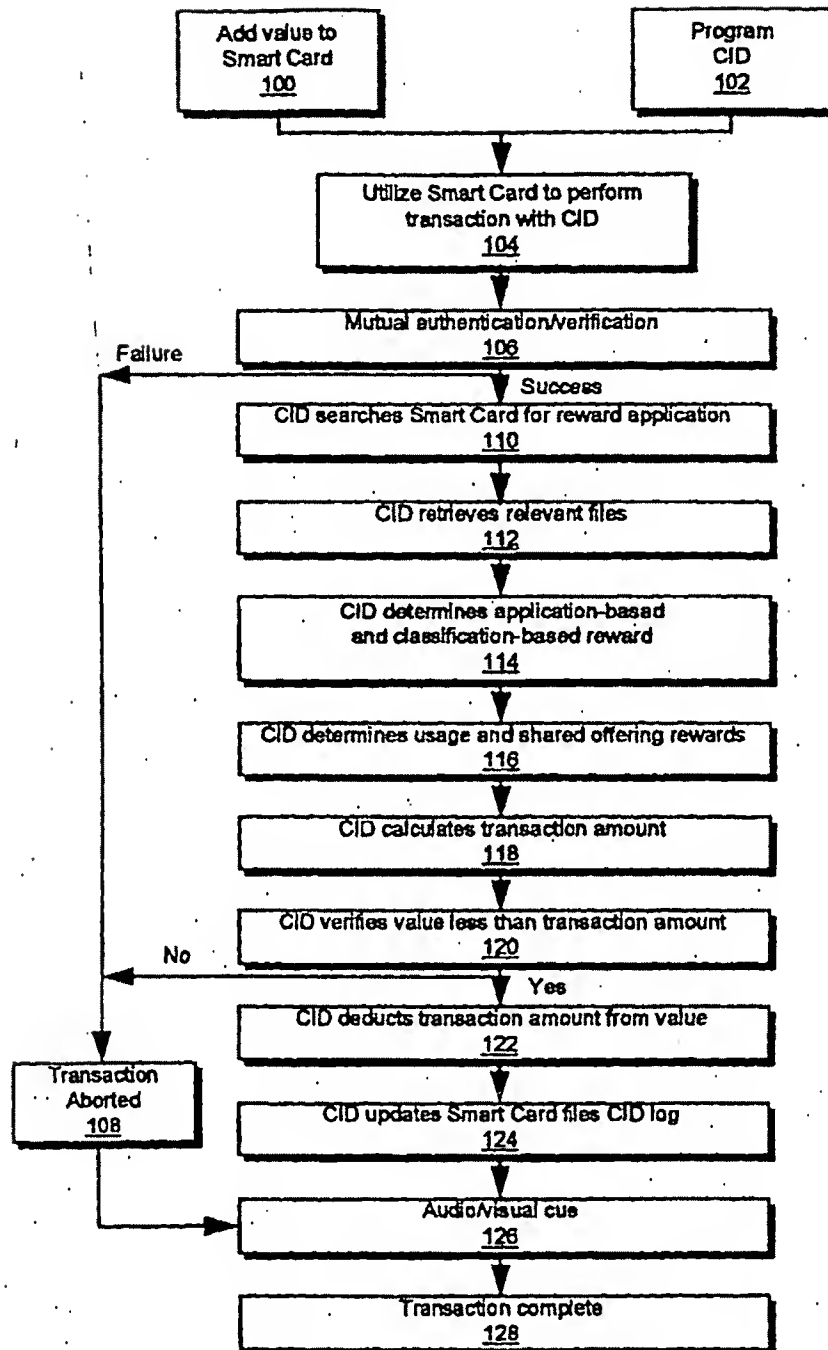 Add value to
Smart Card
100
Program
CID
102
Utilize Smart Card to perform
transaction with CID
104
Mutual authentication/verification
106
Failure
Success
CID searches Smart Card for reward application
110
CID retrieves relevant files
112
CID determines application-based
and classification-based reward
114
CID determines usage and shared offering rewards
116
CID calculates transaction amount
118
CID verifies value less than transaction amount
120
No
Yes
CID deducts transaction amount from value
122
Transaction
Aborted
108
CID updates Smart Card files CID log
124
Audio/visual cue
126
Transaction complete
128